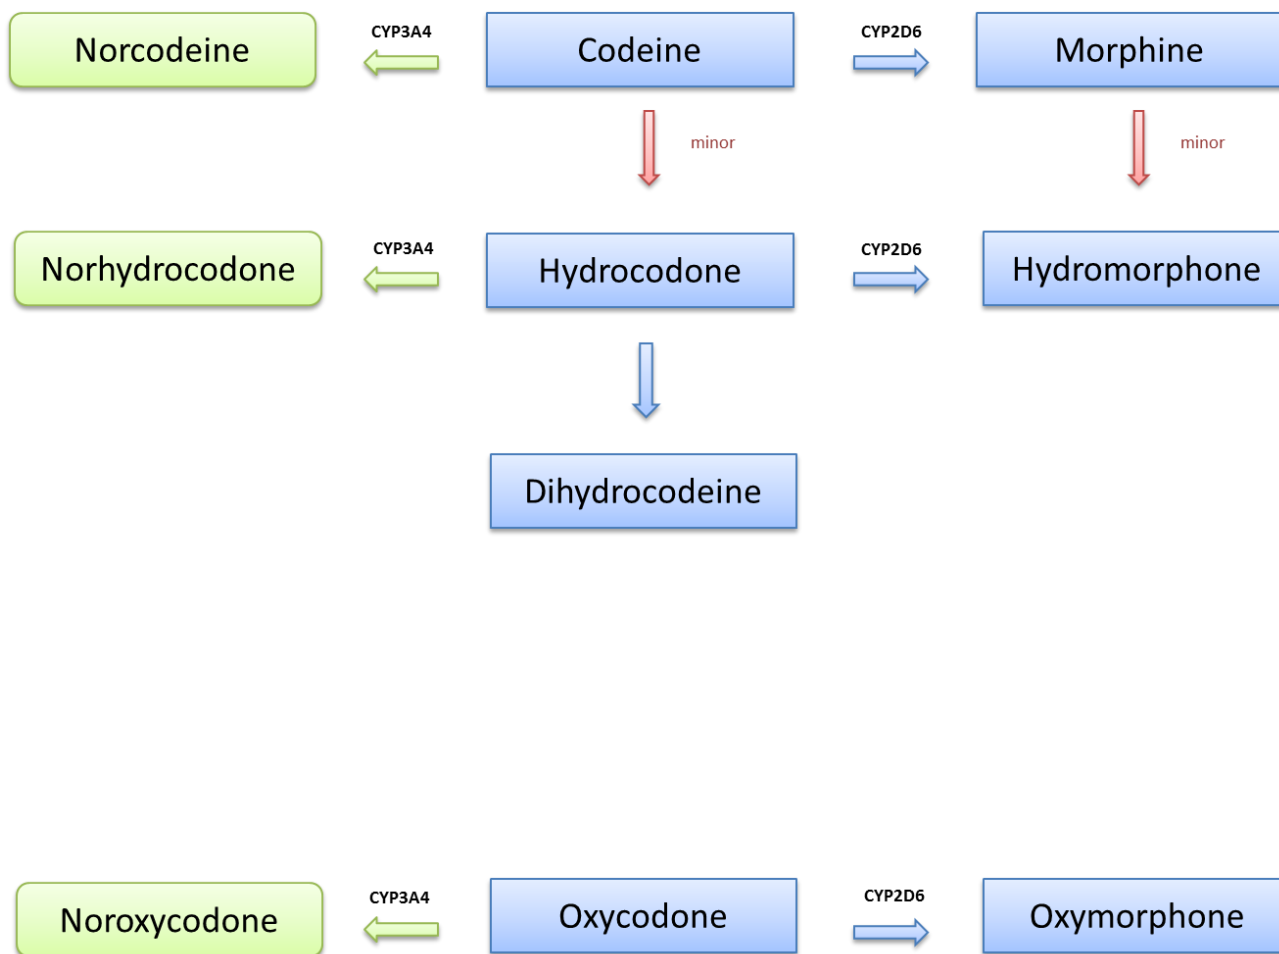 Norcodeine
CYP3A4
Codeine
CYP2D6
Morphine
minor
minor
Norhydrocodone
CYP3A4
Hydrocodone
CYP2D6
Hydromorphone
Dihydrocodeine
Noroxycodone
CYP3A4
Oxycodone
CYP2D6
Oxymorphone